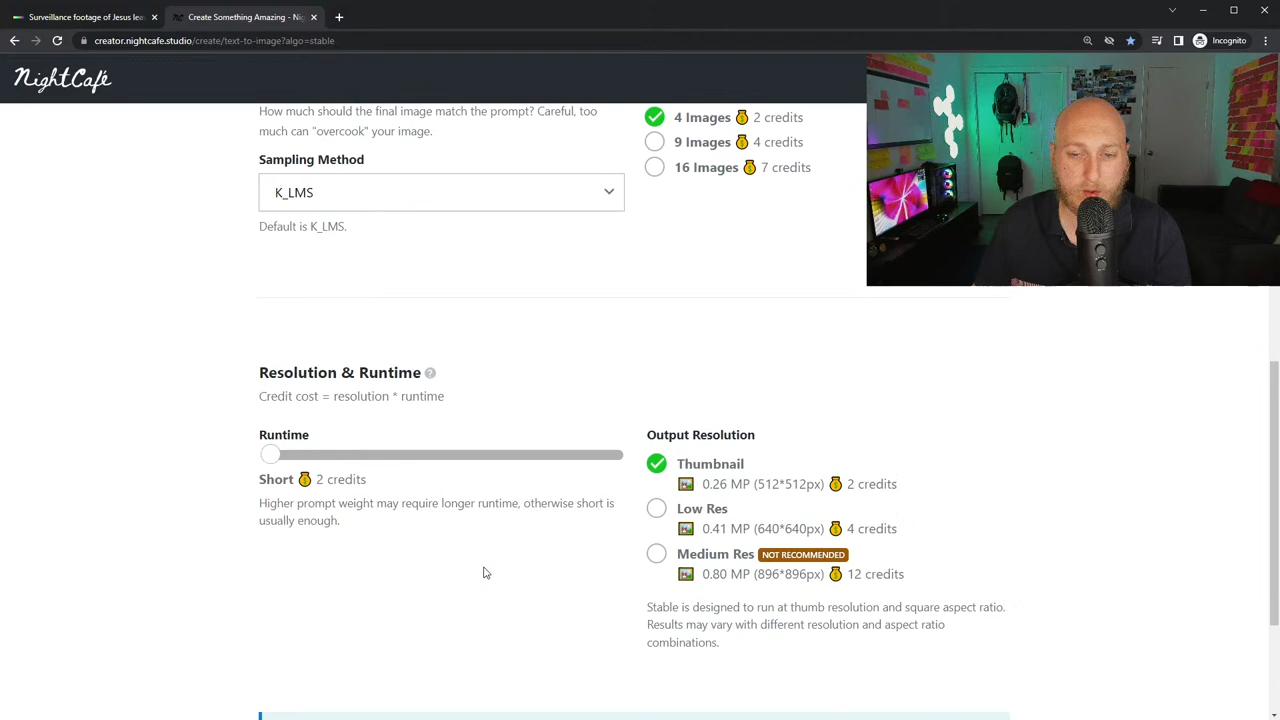 Surveillance footage of Jesus lea
Create Something Amazing - Nig
creator.nightcafe.studio/create/text-to-image?algo=stable
Incognito
NightCafé
How much should the final image match the prompt? Careful, too
much can "overcook" your image.
4 Images 2 credits
9 Images 4 credits
16 Images 7 credits
Sampling Method
K_LMS
Default is K_LMS.
Resolution & Runtime ?
Credit cost = resolution * runtime
Runtime
Short 2 credits
Higher prompt weight may require longer runtime, otherwise short is
usually enough.
Output Resolution
Thumbnail
0.26 MP (512*512px) 2 credits
Low Res
0.41 MP (640*640px) 4 credits
Medium Res NOT RECOMMENDED
0.80 MP (896*896px) 12 credits
Stable is designed to run at thumb resolution and square aspect ratio.
Results may vary with different resolution and aspect ratio
combinations.